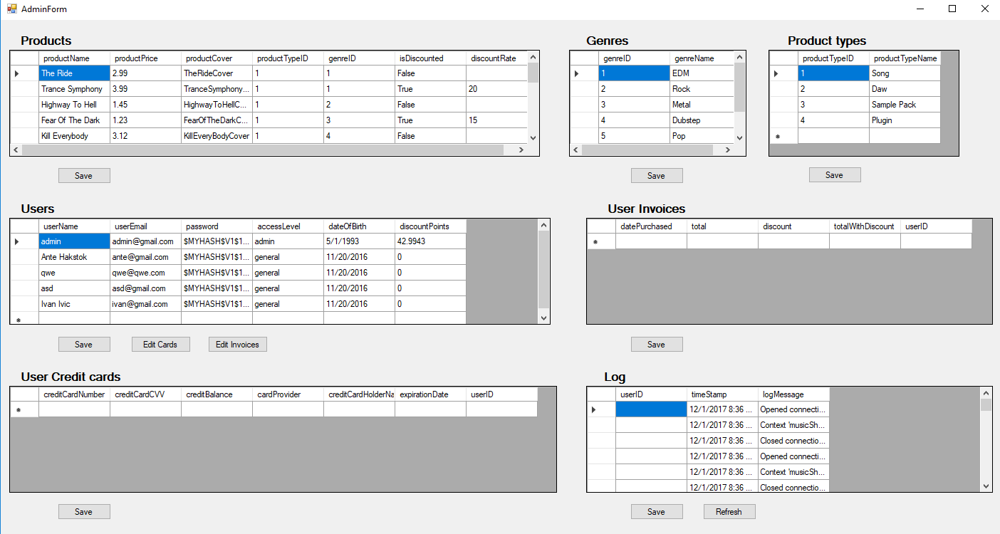 AdminForm
Products
productName productPrice productCover productTypeID genreID isDiscounted discountRate
The Ride 2.99 TheRideCover 1 1 False
Trance Symphony 3.99 TranceSymphony... 1 1 True 20
Highway To Hell 1.45 HighwayToHellC... 1 2 False
Fear Of The Dark 1.23 FearOfTheDarkC... 1 3 True 15
Kill Everybody 3.12 KillEveryBodyCover 1 4 False
Save
Genres
genreID genreName
1 EDM
2 Rock
3 Metal
4 Dubstep
5 Pop
Save
Product types
productTypeID productTypeName
1 Song
2 Daw
3 Sample Pack
4 Plugin
Save
Users
userName userEmail password accessLevel dateOfBirth discountPoints
admin admin@gmail.com $MYHASH$V1$1... admin 5/1/1993 42.9943
Ante Hakstok ante@gmail.com $MYHASH$V1$1... general 11/20/2016 0
qwe qwe@qwe.com $MYHASH$V1$1... general 11/20/2016 0
asd asd@gmail.com $MYHASH$V1$1... general 11/20/2016 0
Ivan Ivic ivan@gmail.com $MYHASH$V1$1... general 11/20/2016 0
Save Edit Cards Edit Invoices
User Invoices
datePurchased total discount totalWithDiscount userID
Save
User Credit cards
creditCardNumber creditCardCVV creditBalance cardProvider creditCardHolderNa expirationDate userID
Save
Log
userID timeStamp logMessage
12/1/2017 8:36 ... Opened connecti...
12/1/2017 8:36 ... Context 'musicSh...
12/1/2017 8:36 ... Closed connectio...
12/1/2017 8:36 ... Opened connecti...
12/1/2017 8:36 ... Context 'musicSh...
12/1/2017 8:36 ... Closed connectio...
Save Refresh